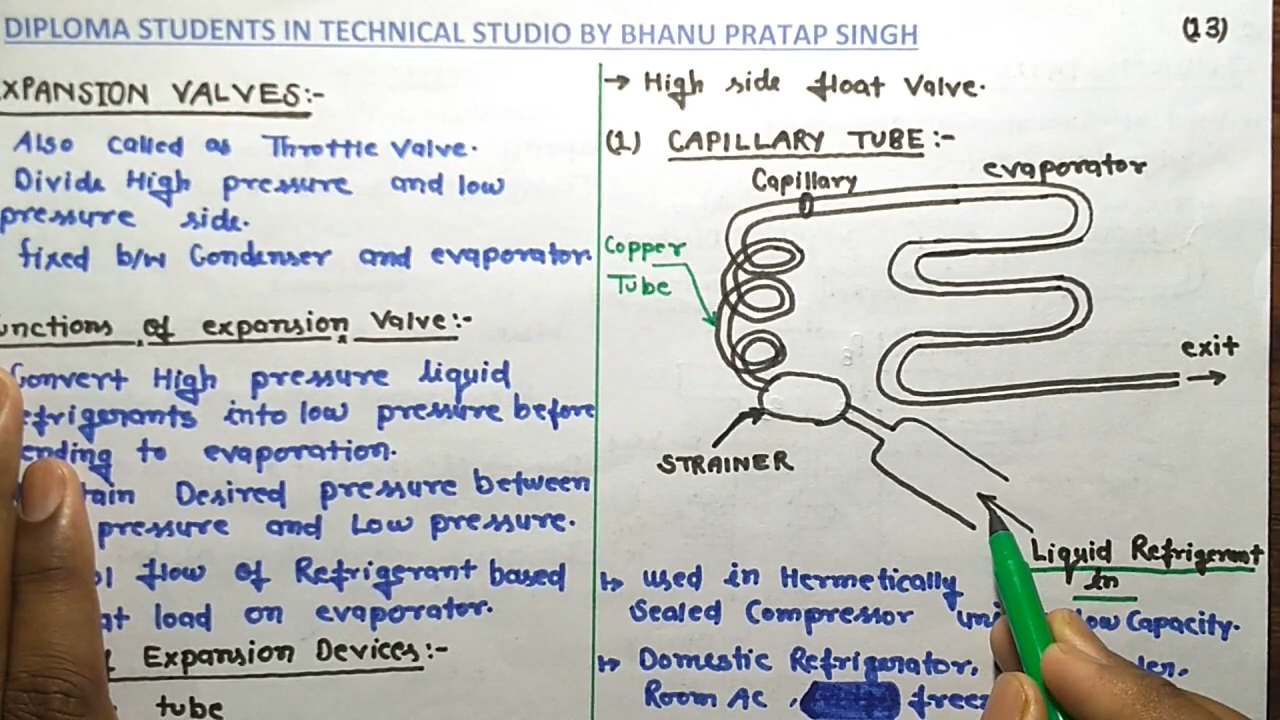 DIPLOMA STUDENTS IN TECHNICAL STUDIO BY BHANU PRATAP SINGH
(13)
XPANSION VALVES:-
Also called as Throttle Valve.
Divide High pressure and low
pressure side.
fixed b/w Condenser and evaporator.
unctions of expansion Valve:-
Convert High pressure liquid
efrigerants into low pressure before
ending to evaporation.
tain Desired pressure between
pressure and Low pressure.
ol flow of Refrigerant based
at load on evaporator.
Expansion Devices:-
tube
→ High side float Valve.
(1) CAPILLARY TUBE:-
Capillary
evaporator
Copper
Tube
exit
STRAINER
Liquid Refrigerant
In
↦ used in Hermetically
Sealed Compressor low Capacity.
↦ Domestic Refrigerator,
Room AC,